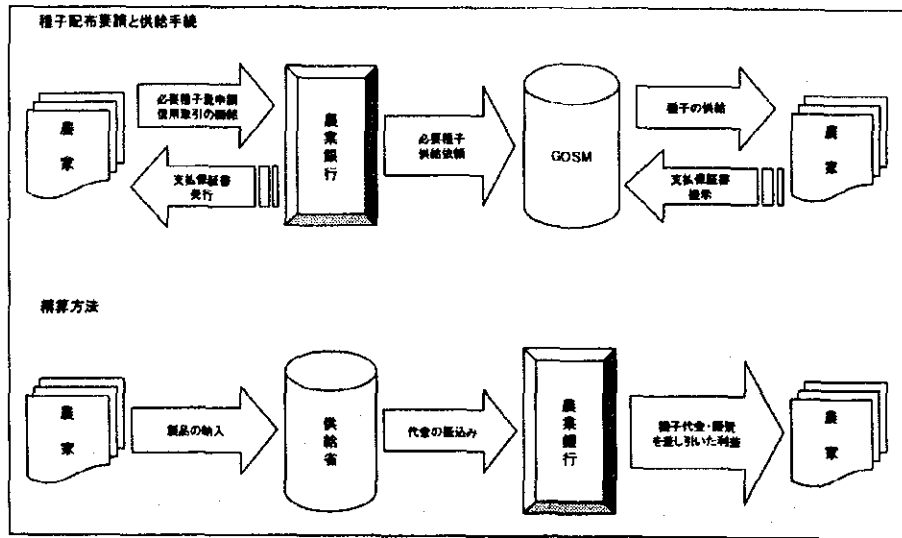 種子配布要請と供給手続
農家
必要種子量申請
信用取引の締結
農業銀行
必要種子
供給依頼
GOSM
種子の供給
農家
支払保証書
発行
支払保証書
提示
精算方法
農家
製品の納入
供給省
代金の振込み
農業銀行
種子代金・諸費
を差し引いた利益
農家